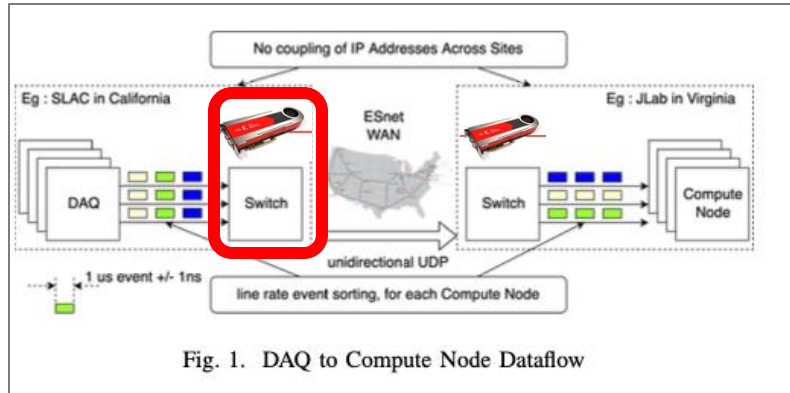 No coupling of IP Addresses Across Sites
Eg : SLAC in California
ESnet
WAN
Eg : JLab in Virginia
DAQ
Switch
Switch
Compute
Node
unidirectional UDP
1 us event +/- 1ns
line rate event sorting, for each Compute Node
Fig. 1. DAQ to Compute Node Dataflow